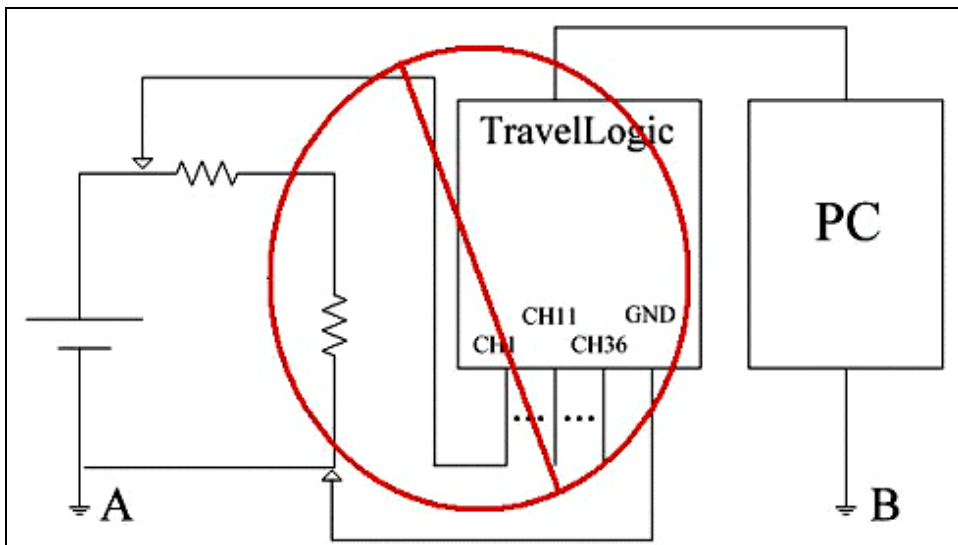 TravelLogic
PC
CH11
GND
CH1
CH36
... ...
A
B